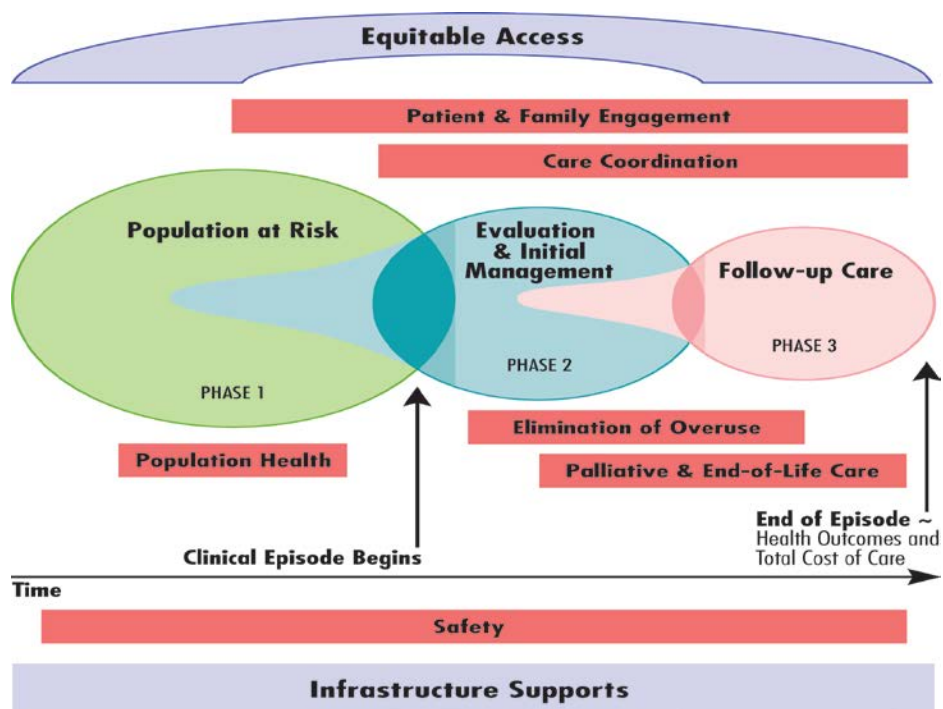 Equitable Access
Patient & Family Engagement
Care Coordination
Population at Risk
Evaluation
& Initial
Management
Follow-up Care
PHASE 1
PHASE 2
PHASE 3
Elimination of Overuse
Population Health
Palliative & End-of-Life Care
Clinical Episode Begins
End of Episode ~
Health Outcomes and
Total Cost of Care
Time
Safety
Infrastructure Supports